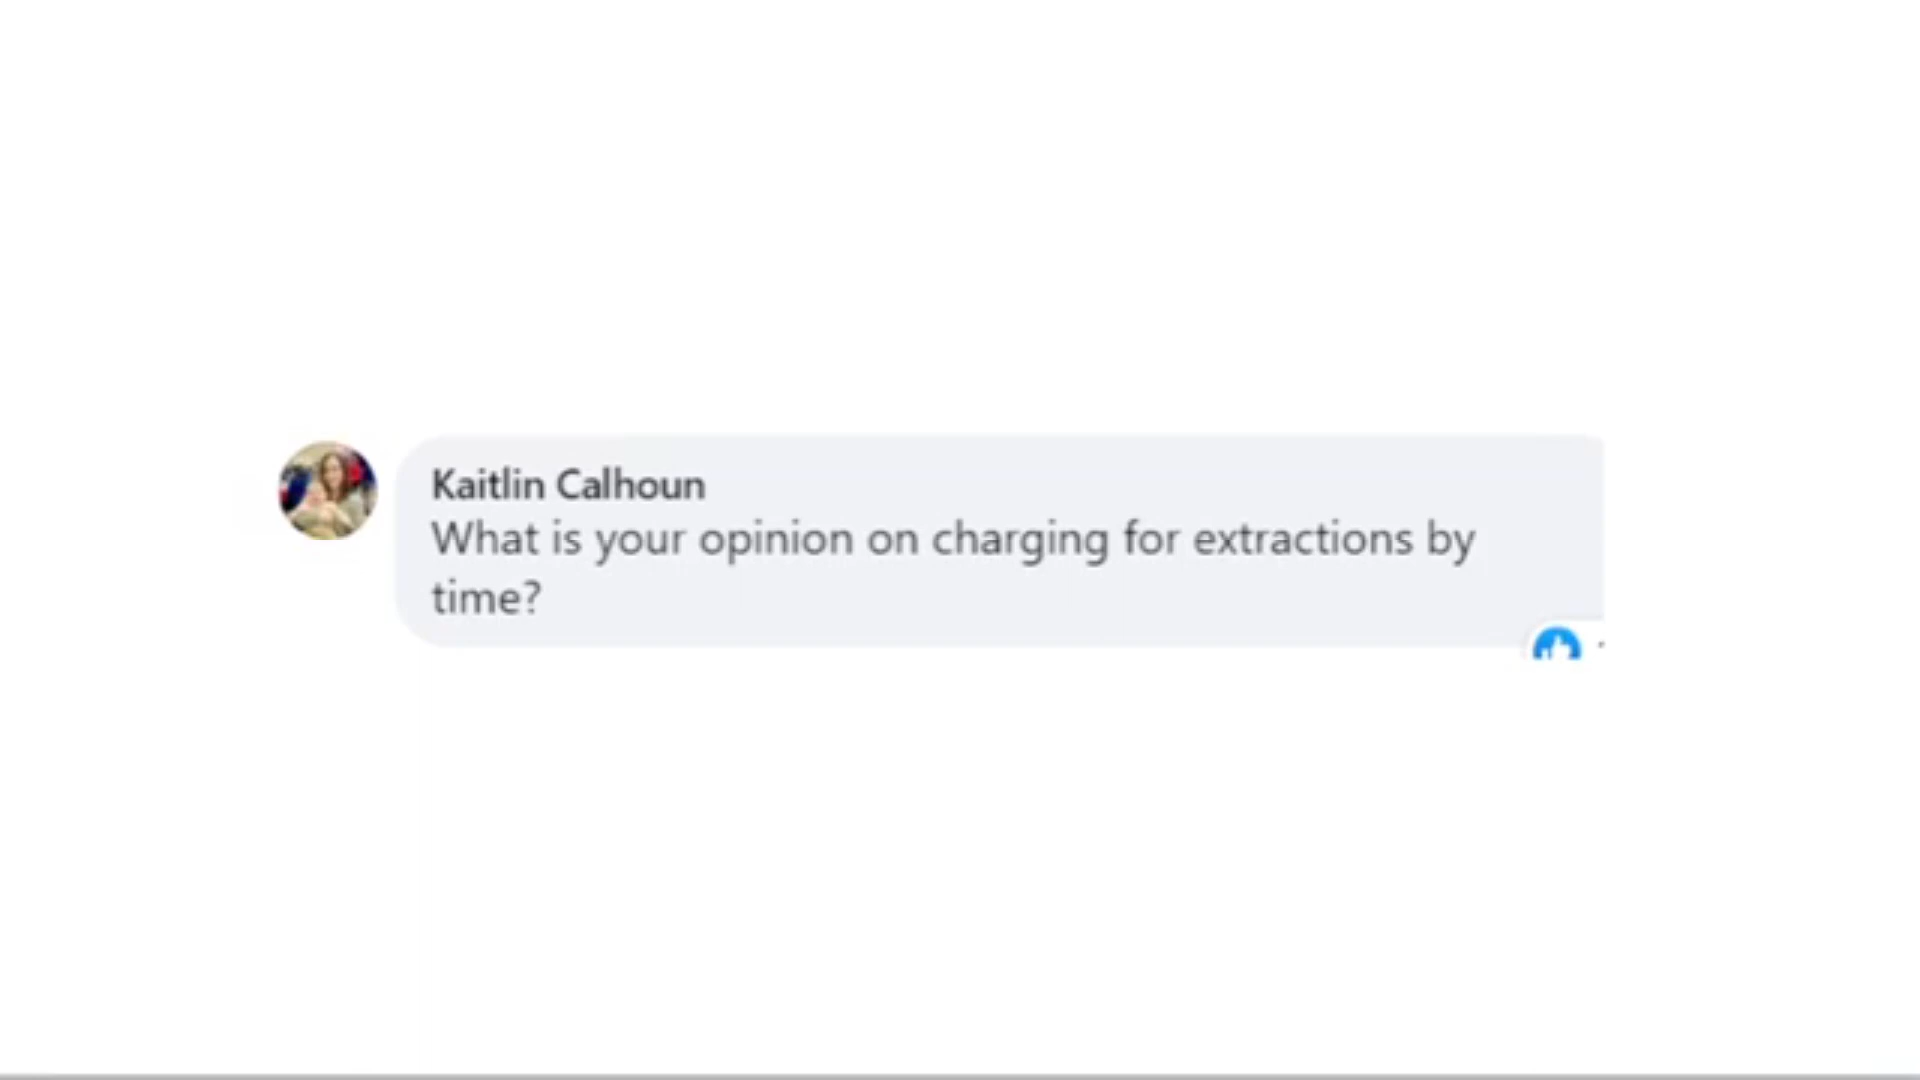 Kaitlin Calhoun
What is your opinion on charging for extractions by
time?